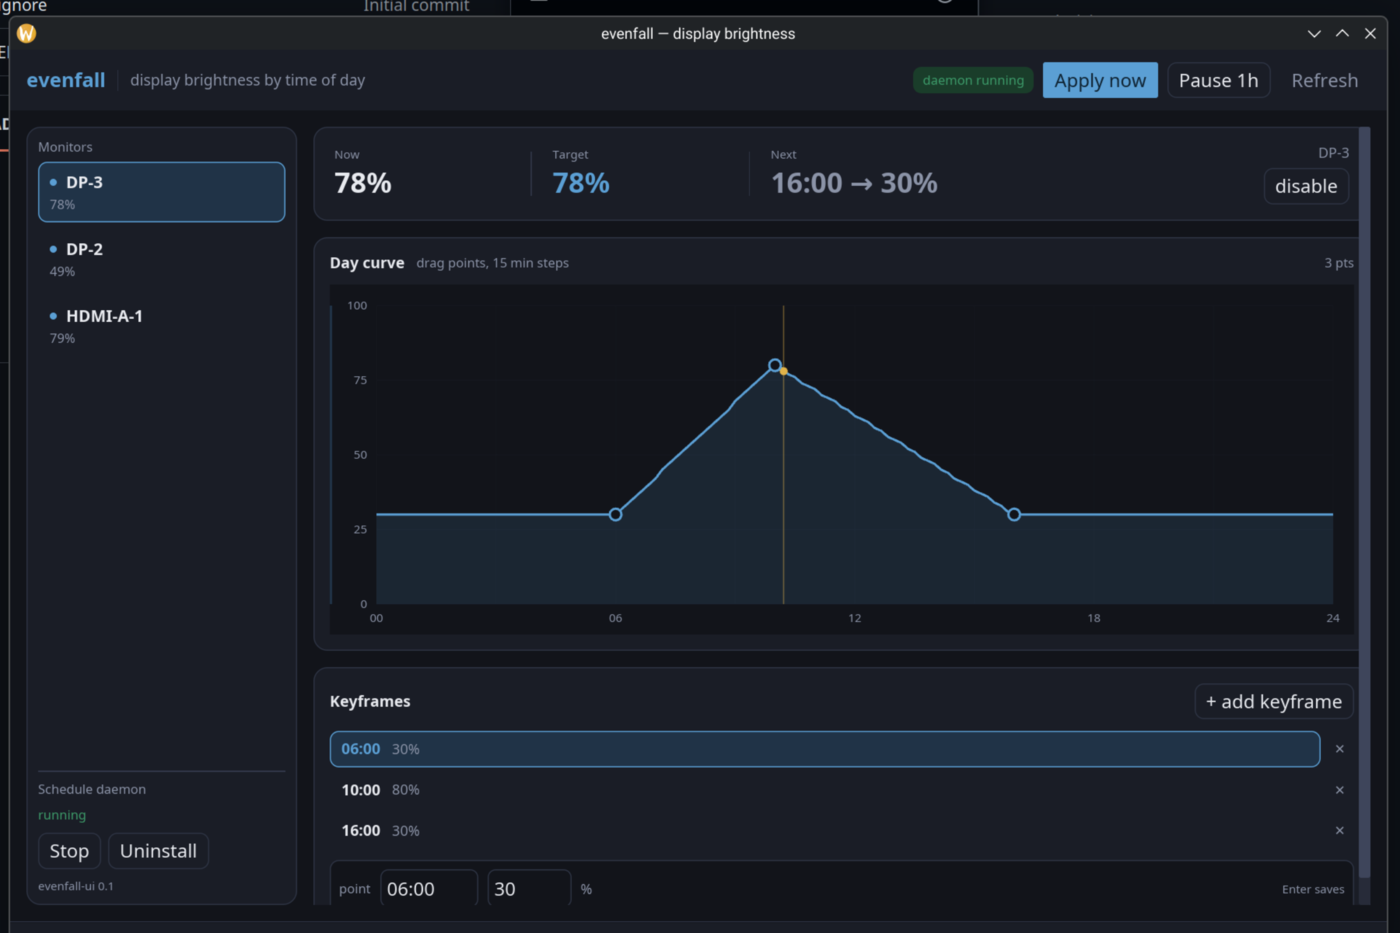 gnore
Initial commit
evenfall — display brightness
evenfall
display brightness by time of day
daemon running
Apply now
Pause 1h
Refresh
Monitors
DP-3
78%
DP-2
49%
HDMI-A-1
79%
Schedule daemon
running
Stop
Uninstall
evenfall-ui 0.1
Now
78%
Target
78%
Next
16:00 → 30%
DP-3
disable
Day curve
drag points, 15 min steps
3 pts
100
75
50
25
0
00
06
12
18
24
Keyframes
+ add keyframe
06:00 30% ×
10:00 80% ×
16:00 30% ×
point
06:00
30
%
Enter saves